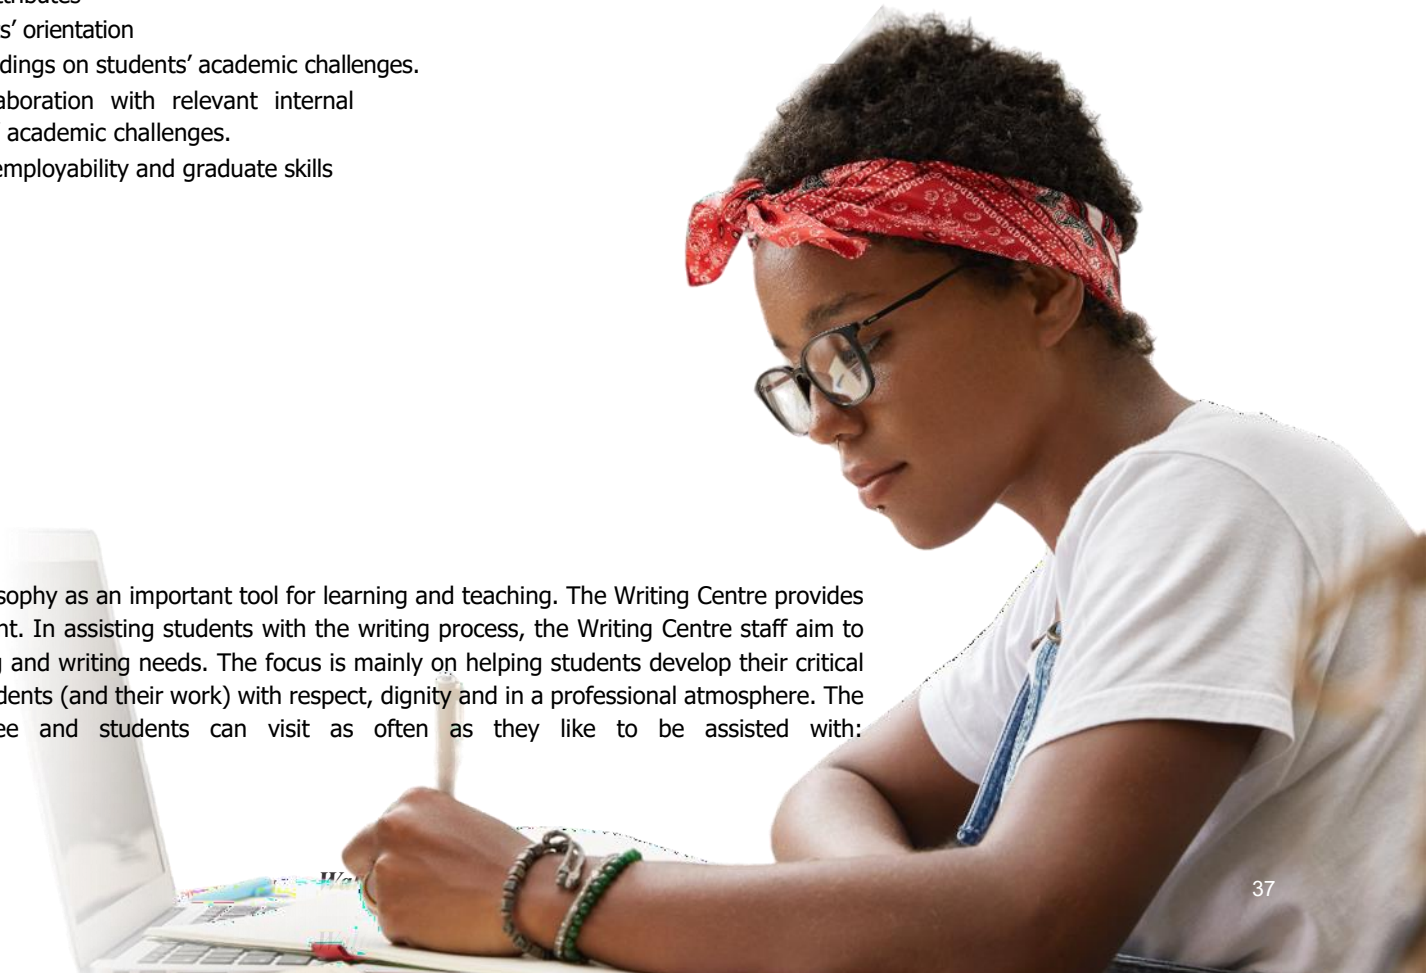 s’ orientation
dings on students’ academic challenges.
aboration with relevant internal
academic challenges.
employability and graduate skills
sophy as an important tool for learning and teaching. The Writing Centre provides
nt. In assisting students with the writing process, the Writing Centre staff aim to
g and writing needs. The focus is mainly on helping students develop their critical
dents (and their work) with respect, dignity and in a professional atmosphere. The
ee and students can visit as often as they like to be assisted with:
Wa
37